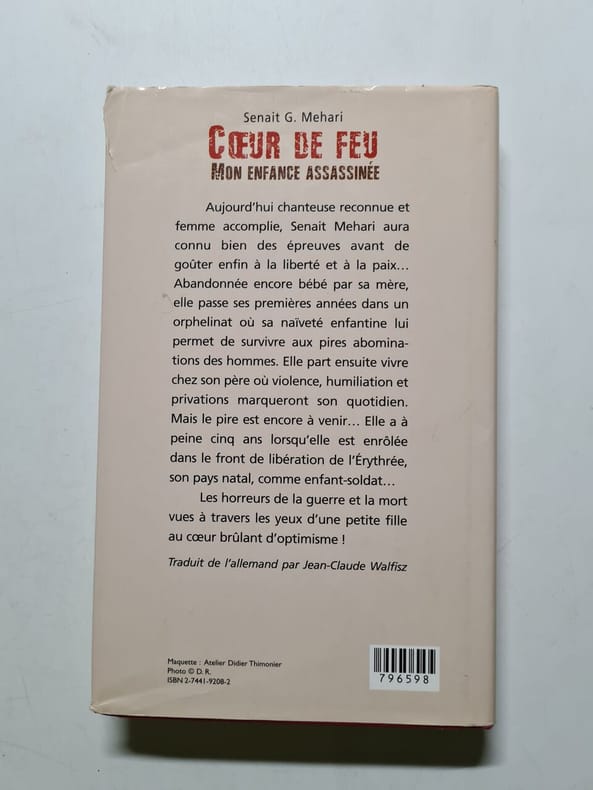 Senait G. Mehari
CŒUR DE FEU
MON ENFANCE ASSASSINÉE
Aujourd'hui chanteuse reconnue et
femme accomplie, Senait Mehari aura
connu bien des épreuves avant de
goûter enfin à la liberté et à la paix…
Abandonnée encore bébé par sa mère,
elle passe ses premières années dans un
orphelinat où sa naïveté enfantine lui
permet de survivre aux pires abomina-
tions des hommes. Elle part ensuite vivre
chez son père où violence, humiliation et
privations marqueront son quotidien.
Mais le pire est encore à venir… Elle a à
peine cinq ans lorsqu'elle est enrôlée
dans le front de libération de l'Érythrée,
son pays natal, comme enfant-soldat…
Les horreurs de la guerre et la mort
vues à travers les yeux d'une petite fille
au cœur brûlant d'optimisme !
Traduit de l'allemand par Jean-Claude Walfisz
Maquette : Atelier Didier Thimonier
Photo © D. R.
ISBN 2-7441-9208-2
796598